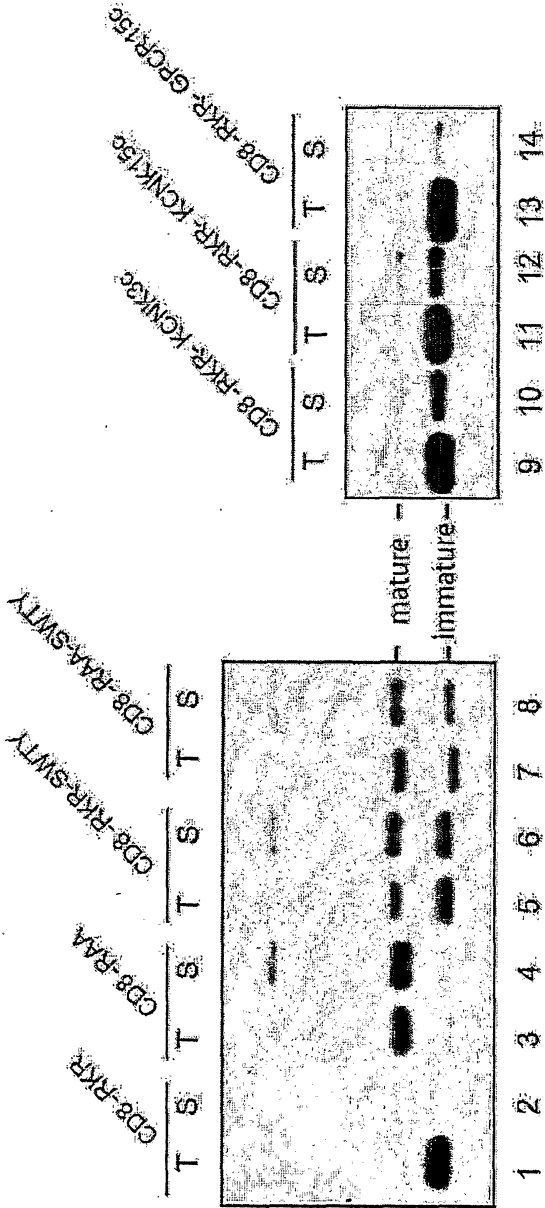 CD8-RKR
CD8-RAA
CD8-RKR-SWTY
CD8-RAA-SWTY
T S T S T S T S
mature
immature
1 2 3 4 5 6 7 8
CD8-RKR-KCNK3c
CD8-RKR-KCNK15c
CD8-RKR-GPCR15c
T S T S T S
9 10 11 12 13 14